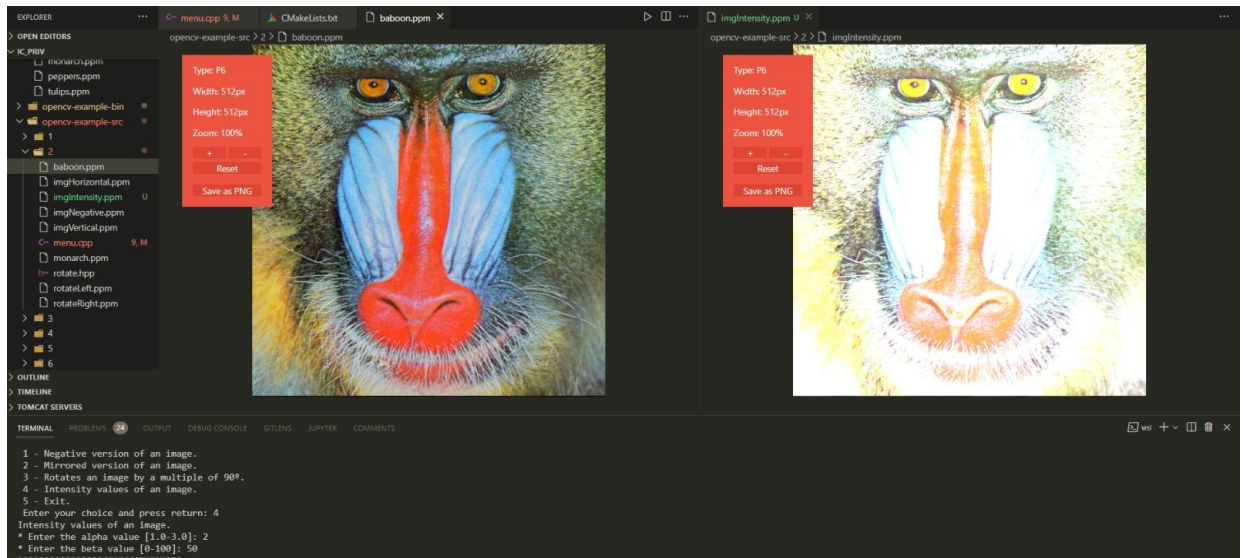 EXPLORER
OPEN EDITORS
IC_PRIV
monarch.ppm
peppers.ppm
tulips.ppm
opencv-example-bin
opencv-example-src
1
2
baboon.ppm
imgHorizontal.ppm
imgIntensity.ppm U
imgNegative.ppm
imgVertical.ppm
menu.cpp 9, M
monarch.ppm
rotate.hpp
rotateLeft.ppm
rotateRight.ppm
3
4
5
6
OUTLINE
TIMELINE
TOMCAT SERVERS
menu.cpp 9, M CMakeLists.txt baboon.ppm
opencv-example-src > 2 > baboon.ppm
Type: P6
Width: 512px
Height: 512px
Zoom: 100%
+ -
Reset
Save as PNG
imgIntensity.ppm U
opencv-example-src > 2 > imgIntensity.ppm
Type: P6
Width: 512px
Height: 512px
Zoom: 100%
+ -
Reset
Save as PNG
TERMINAL PROBLEMS 24 OUTPUT DEBUG CONSOLE GITLENS JUPYTER COMMENTS
wsl
1 - Negative version of an image.
2 - Mirrored version of an image.
3 - Rotates an image by a multiple of 90º.
4 - Intensity values of an image.
5 - Exit.
Enter your choice and press return: 4
Intensity values of an image.
* Enter the alpha value [1.0-3.0]: 2
* Enter the beta value [0-100]: 50